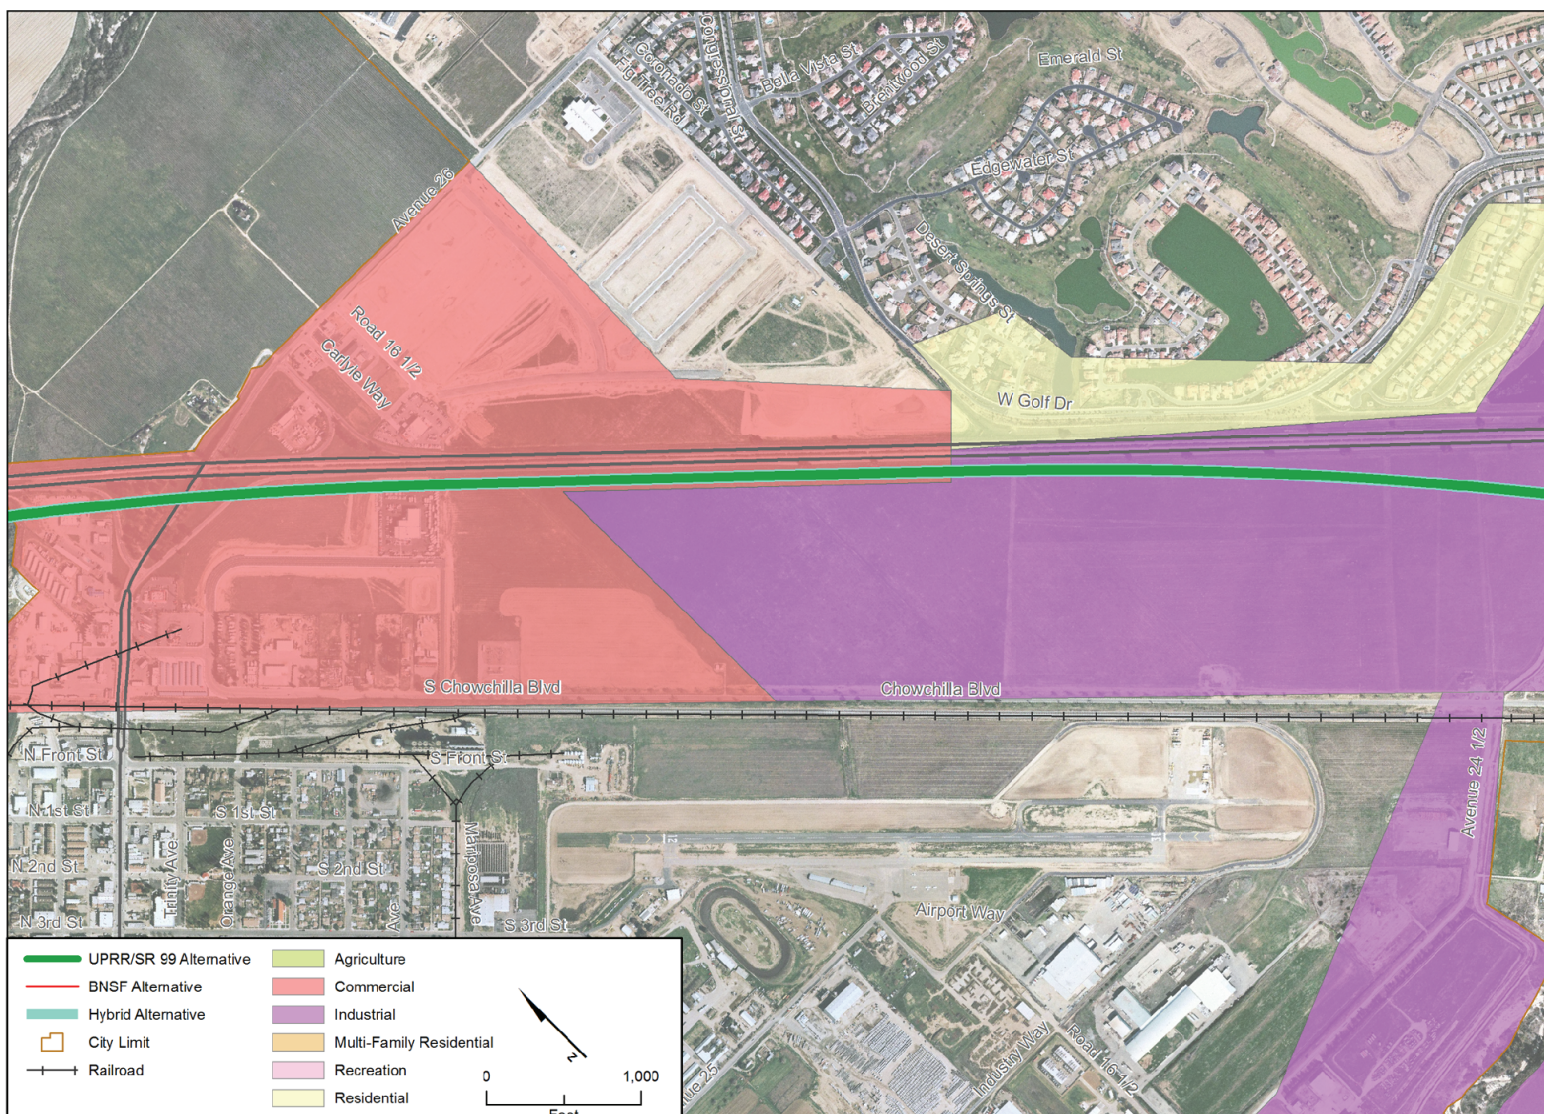 Congressional St
Coronado St
Figtree Rd
Balla Vista St
Brentwood St
Emerald St
Edgewater St
Avenue 26
Desert Springs St
Road 16 1/2
Carlyle Way
W Golf Dr
S Chowchilla Blvd
Chowchilla Blvd
N Front St
S Front St
Avenue 24 1/2
N 1st St
S 1st St
12
N 2nd St
S 2nd St
Trinity Ave
Orange Ave
Ave
Mariposa Ave
N 3rd St
S 3rd St
Airport Way
Industry Way
Road 16 1/2
UPRR/SR 99 Alternative
BNSF Alternative
Hybrid Alternative
City Limit
Railroad
Agriculture
Commercial
Industrial
Multi-Family Residential
Recreation
Residential
N
0 1,000
Feet